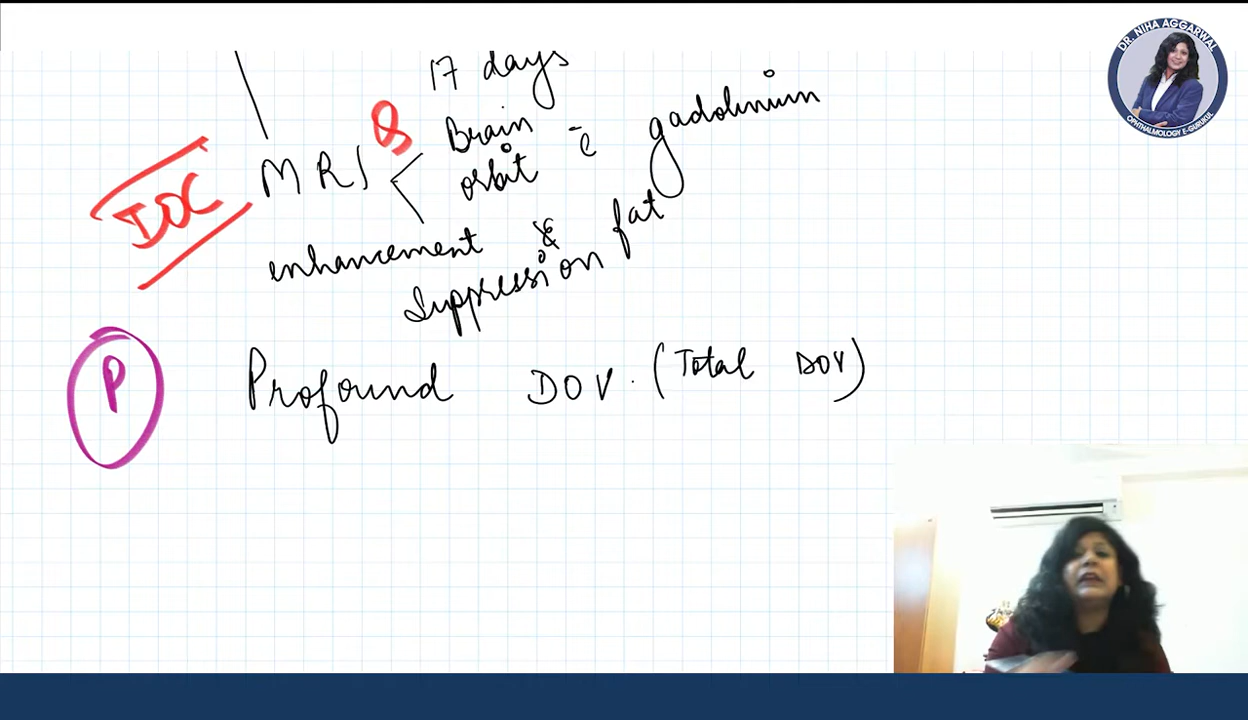 17 days
IOC MRI & Brain
orbit c̄ gadolinium
enhancement &
suppression fat
P Profound DOV. (Total DOV)
DR. NIHA AGGARWAL
OPHTHALMOLOGY E-GURUKUL